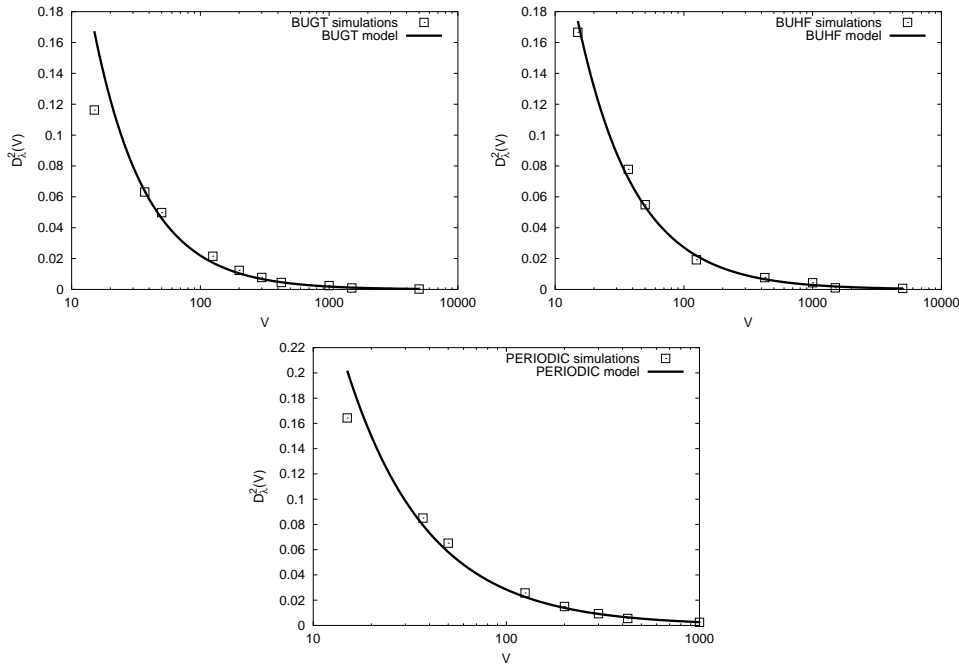 BUGT simulations
BUGT model
0.18
0.16
0.14
0.12
0.1
0.08
0.06
0.04
0.02
0
10 100 1000 10000
D²λ(V)
V
BUHF simulations
BUHF model
0.18
0.16
0.14
0.12
0.1
0.08
0.06
0.04
0.02
0
10 100 1000 10000
D²λ(V)
V
PERIODIC simulations
PERIODIC model
0.22
0.2
0.18
0.16
0.14
0.12
0.1
0.08
0.06
0.04
0.02
0
10 100 1000
D²λ(V)
V